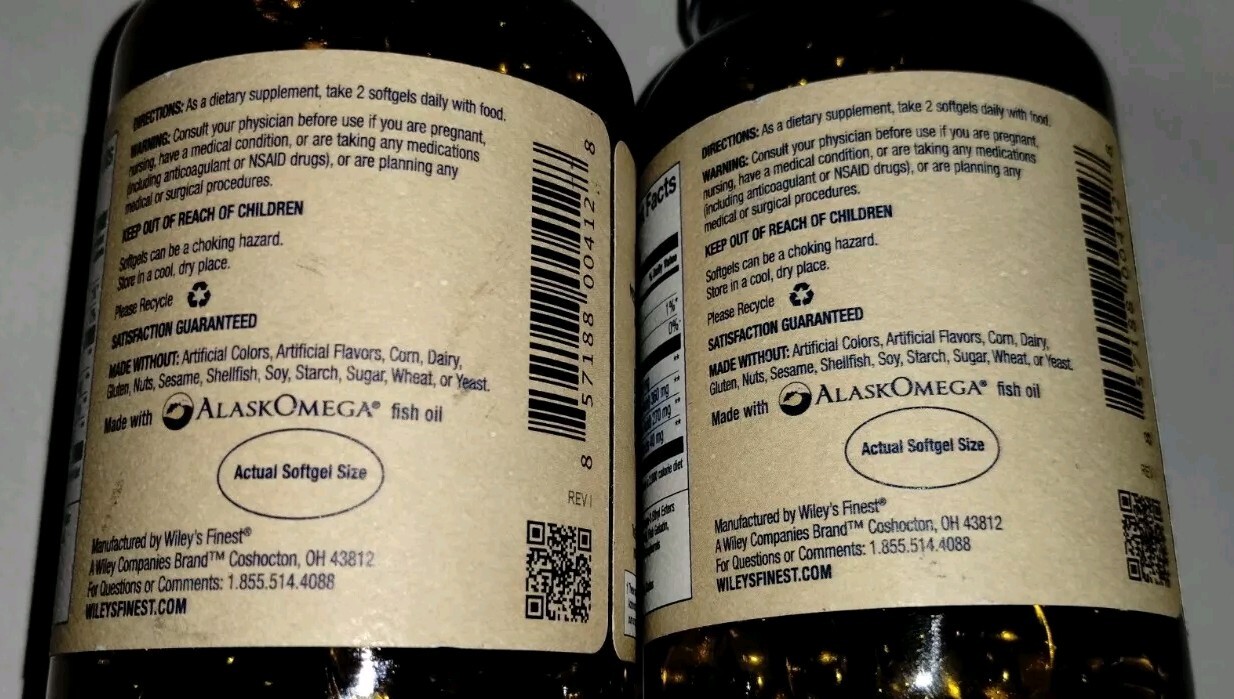 DIRECTIONS: As a dietary supplement, take 2 softgels daily with food.
WARNING: Consult your physician before use if you are pregnant,
nursing, have a medical condition, or are taking any medications
(including anticoagulant or NSAID drugs), or are planning any
medical or surgical procedures.
KEEP OUT OF REACH OF CHILDREN
Softgels can be a choking hazard.
Store in a cool, dry place.
Please Recycle
SATISFACTION GUARANTEED
MADE WITHOUT: Artificial Colors, Artificial Flavors, Corn, Dairy,
Gluten, Nuts, Sesame, Shellfish, Soy, Starch, Sugar, Wheat, or Yeast.
Made with ALASKOMEGA® fish oil
Actual Softgel Size
Manufactured by Wiley's Finest®
A Wiley Companies Brand™ Coshocton, OH 43812
For Questions or Comments: 1.855.514.4088
WILEYSFINEST.COM
8 57188 00412 8
REV I
Facts
% Daily Value
1%*
0%*
**
360 mg **
270 mg **
calorie diet
DIRECTIONS: As a dietary supplement, take 2 softgels daily with food.
WARNING: Consult your physician before use if you are pregnant,
nursing, have a medical condition, or are taking any medications
(including anticoagulant or NSAID drugs), or are planning any
medical or surgical procedures.
KEEP OUT OF REACH OF CHILDREN
Softgels can be a choking hazard.
Store in a cool, dry place.
Please Recycle
SATISFACTION GUARANTEED
MADE WITHOUT: Artificial Colors, Artificial Flavors, Corn, Dairy,
Gluten, Nuts, Sesame, Shellfish, Soy, Starch, Sugar, Wheat, or Yeast.
Made with ALASKOMEGA® fish oil
Actual Softgel Size
Manufactured by Wiley's Finest®
A Wiley Companies Brand™ Coshocton, OH 43812
For Questions or Comments: 1.855.514.4088
WILEYSFINEST.COM